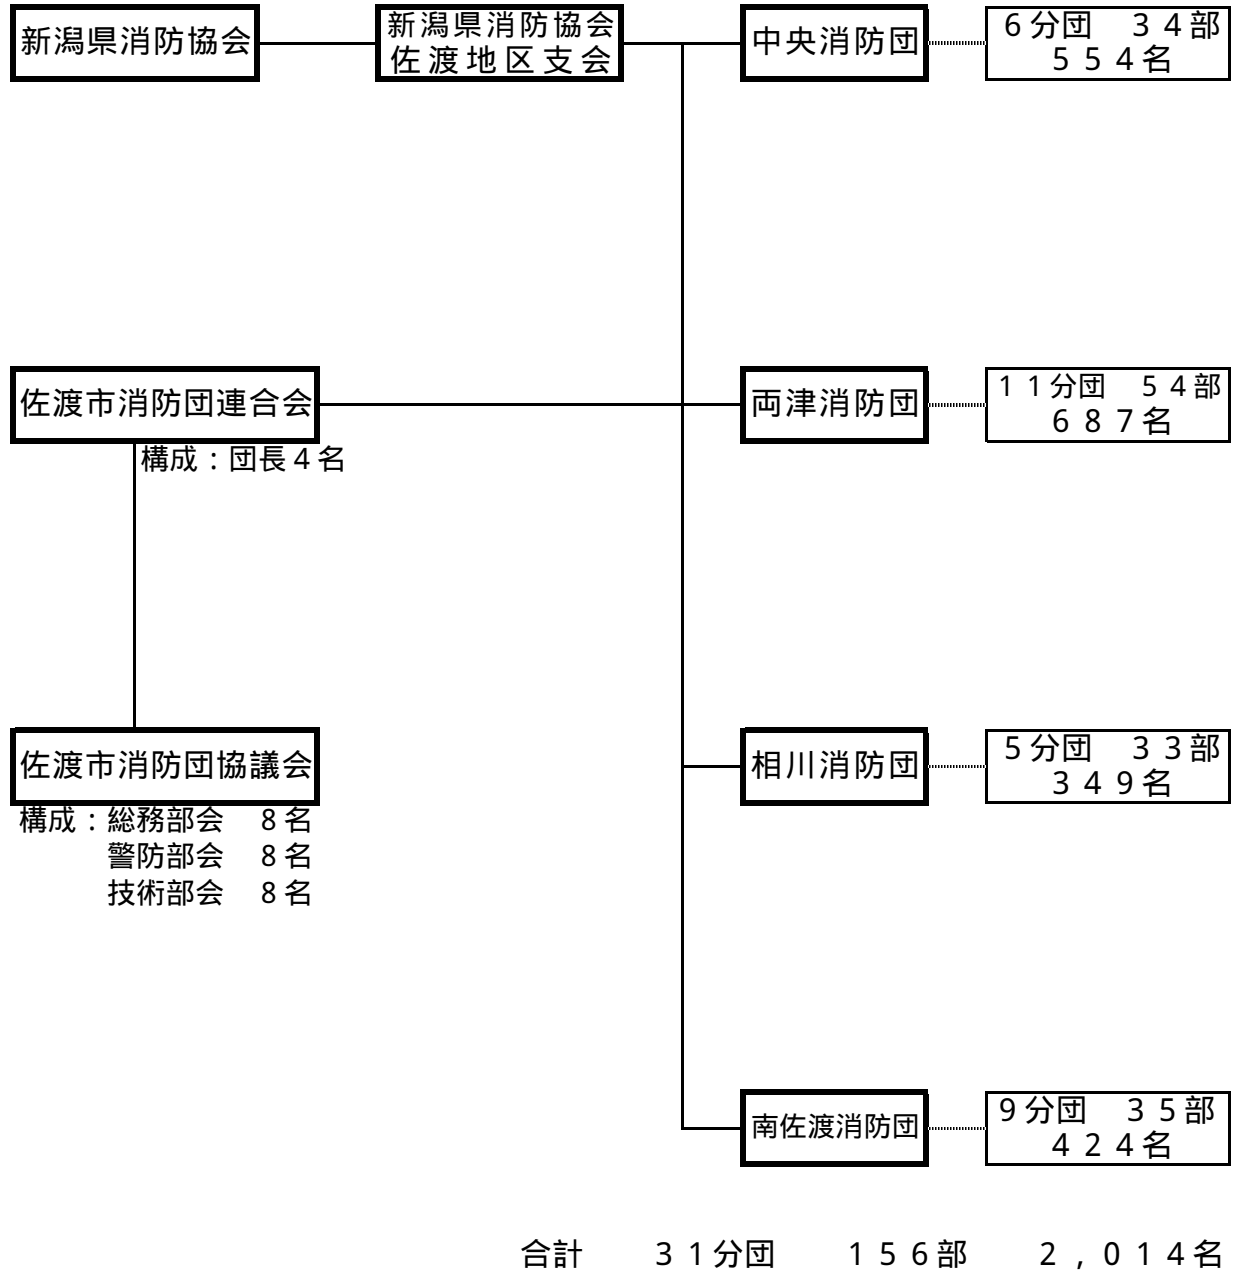 新潟県消防協会
新潟県消防協会
佐渡地区支会
中央消防団
６分団　３４部
５５４名
佐渡市消防団連合会
両津消防団
１１分団　５４部
６８７名
構成：団長４名
佐渡市消防団協議会
相川消防団
５分団　３３部
３４９名
構成：総務部会　８名
警防部会　８名
技術部会　８名
南佐渡消防団
９分団　３５部
４２４名
合計　３１分団　１５６部　２，０１４名